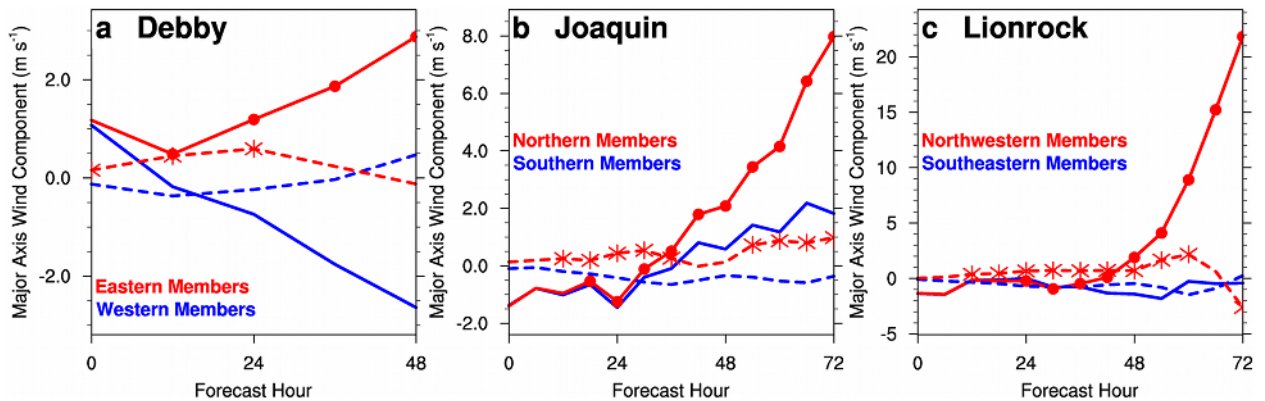 a Debby
Major Axis Wind Component (m s-1)
2.0
0.0
-2.0
Eastern Members
Western Members
0 24 48
Forecast Hour
b Joaquin
Major Axis Wind Component (m s-1)
8.0
6.0
4.0
2.0
0.0
-2.0
Northern Members
Southern Members
0 24 48 72
Forecast Hour
c Lionrock
Major Axis Wind Component (m s-1)
20
15
10
5
0
-5
Northwestern Members
Southeastern Members
0 24 48 72
Forecast Hour